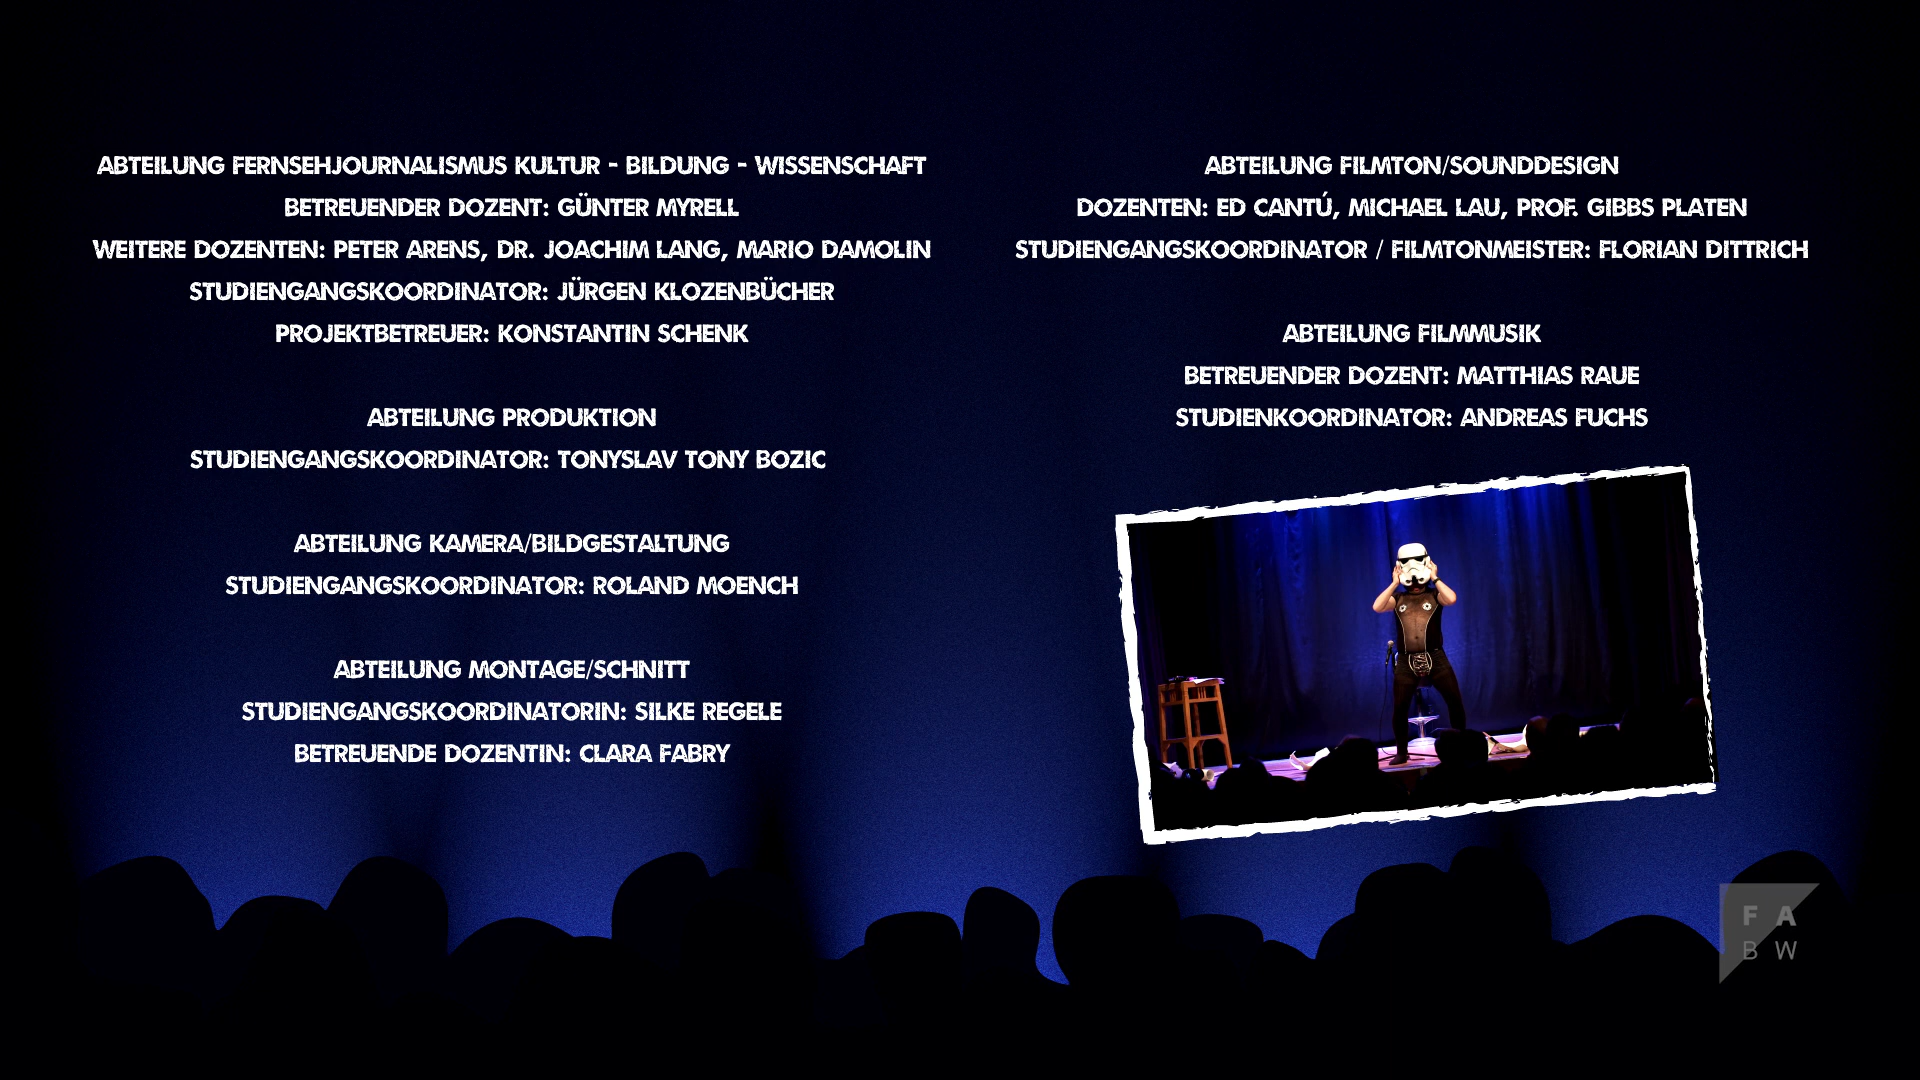 ABTEILUNG FERNSEHJOURNALISMUS KULTUR - BILDUNG - WISSENSCHAFT
BETREUENDER DOZENT: GÜNTER MYRELL
WEITERE DOZENTEN: PETER ARENS, DR. JOACHIM LANG, MARIO DAMOLIN
STUDIENGANGSKOORDINATOR: JÜRGEN KLOZENBÜCHER
PROJEKTBETREUER: KONSTANTIN SCHENK
ABTEILUNG PRODUKTION
STUDIENGANGSKOORDINATOR: TONYSLAV TONY BOZIC
ABTEILUNG KAMERA/BILDGESTALTUNG
STUDIENGANGSKOORDINATOR: ROLAND MOENCH
ABTEILUNG MONTAGE/SCHNITT
STUDIENGANGSKOORDINATORIN: SILKE REGELE
BETREUENDE DOZENTIN: CLARA FABRY
ABTEILUNG FILMTON/SOUNDDESIGN
DOZENTEN: ED CANTÚ, MICHAEL LAU, PROF. GIBBS PLATEN
STUDIENGANGSKOORDINATOR / FILMTONMEISTER: FLORIAN DITTRICH
ABTEILUNG FILMMUSIK
BETREUENDER DOZENT: MATTHIAS RAUE
STUDIENKOORDINATOR: ANDREAS FUCHS
F A
B W